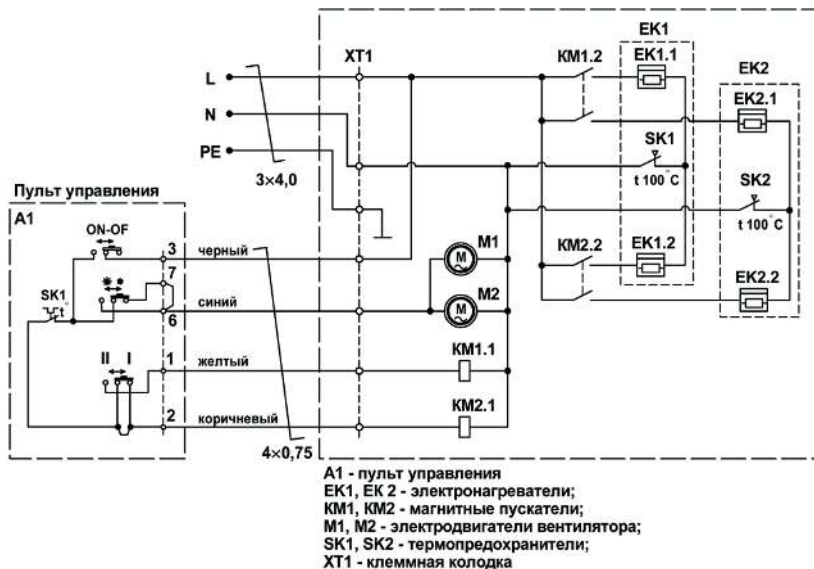 L
N
PE
3×4,0
XT1
KM1.2
EK1
EK1.1
EK2
EK2.1
SK1
t 100°C
SK2
t 100°C
KM2.2
EK1.2
EK2.2
Пульт управления
A1
ON-OF
3
черный
7
SK1
t°
6
синий
II I
1
желтый
2
коричневый
4×0,75
M1
M
M2
M
KM1.1
KM2.1
A1 - пульт управления
EK1, EK 2 - электронагреватели;
KM1, KM2 - магнитные пускатели;
M1, M2 - электродвигатели вентилятора;
SK1, SK2 - термопредохранители;
XT1 - клеммная колодка